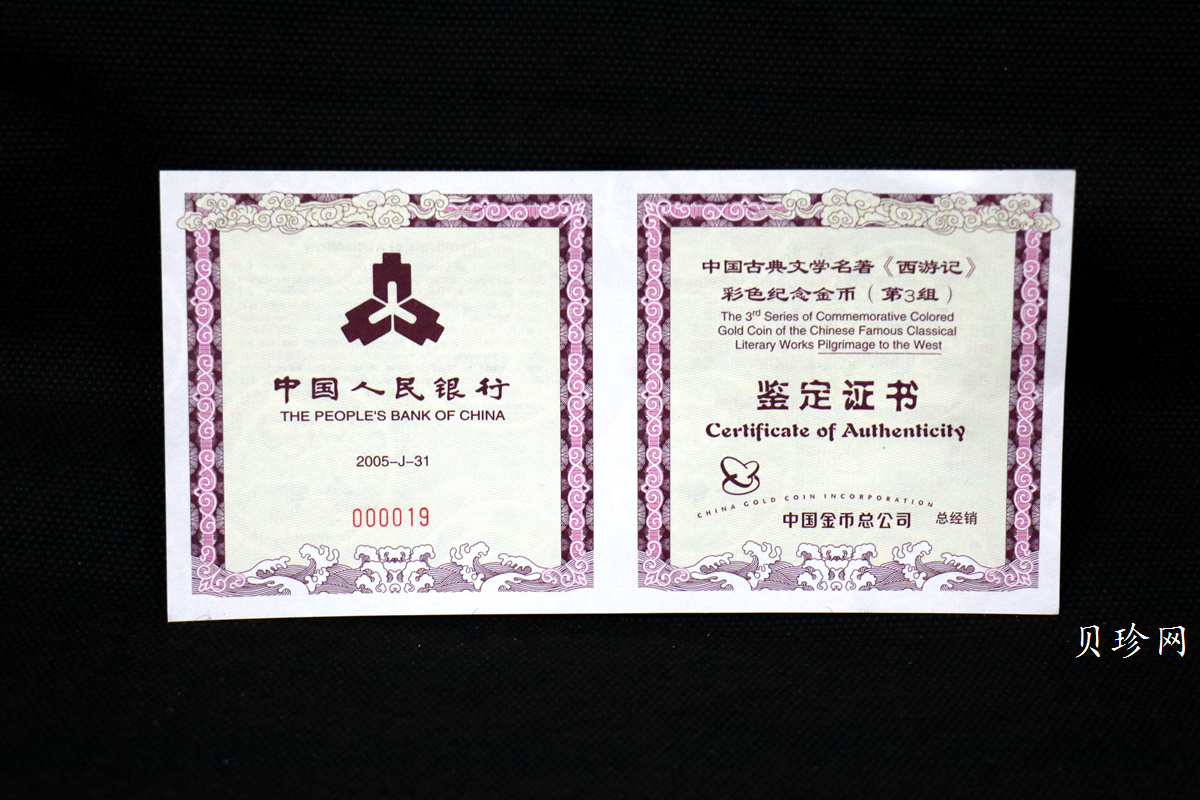 中国人民银行
THE PEOPLE'S BANK OF CHINA
2005-J-31
000019
中国古典文学名著《西游记》
彩色纪念金币（第3组）
The 3rd Series of Commemorative Colored
Gold Coin of the Chinese Famous Classical
Literary Works Pilgrimage to the West
鉴定证书
Certificate of Authenticity
CHINA GOLD COIN INCORPORATION
中国金币总公司 总经销
贝珍网